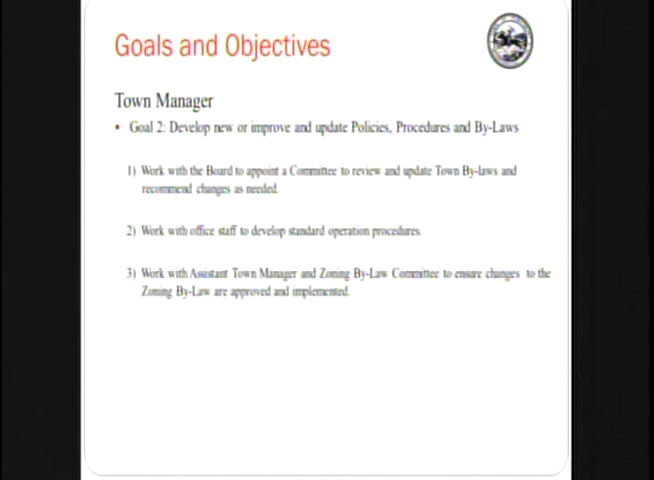 Goals and Objectives
Town Manager
• Goal 2: Develop new or improve and update Policies, Procedures and By-Laws
1) Work with the Board to appoint a Committee to review and update Town By-laws and
recommend changes as needed.
2) Work with office staff to develop standard operation procedures.
3) Work with Assistant Town Manager and Zoning By-Law Committee to ensure changes to the
Zoning By-Law are approved and implemented.